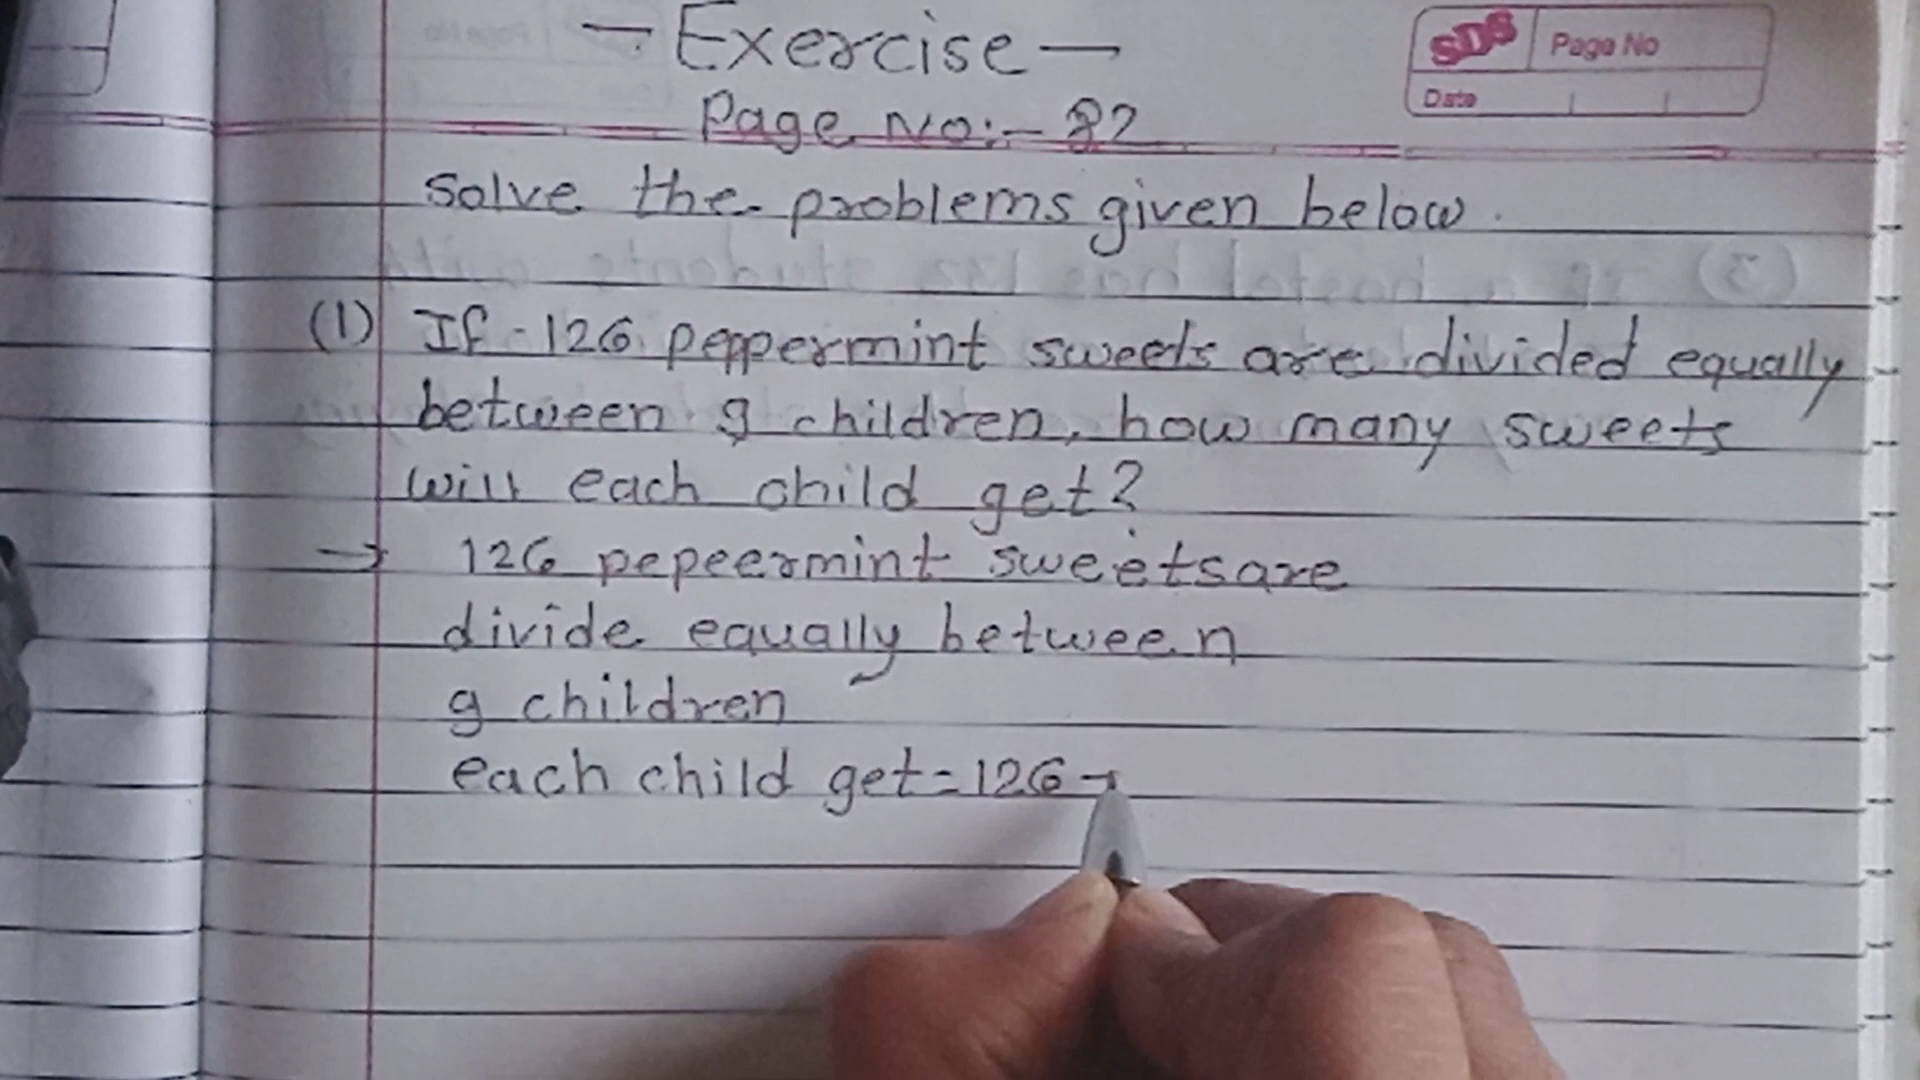 - Exercise -
SDS Page No
Date
Page No:- 82
solve the problems given below.
(1) If 126 peppermint sweets are divided equally
between 9 children, how many sweets
will each child get?
→ 126 pepeermint sweetsare
divide equally between
9 children
each child get = 126